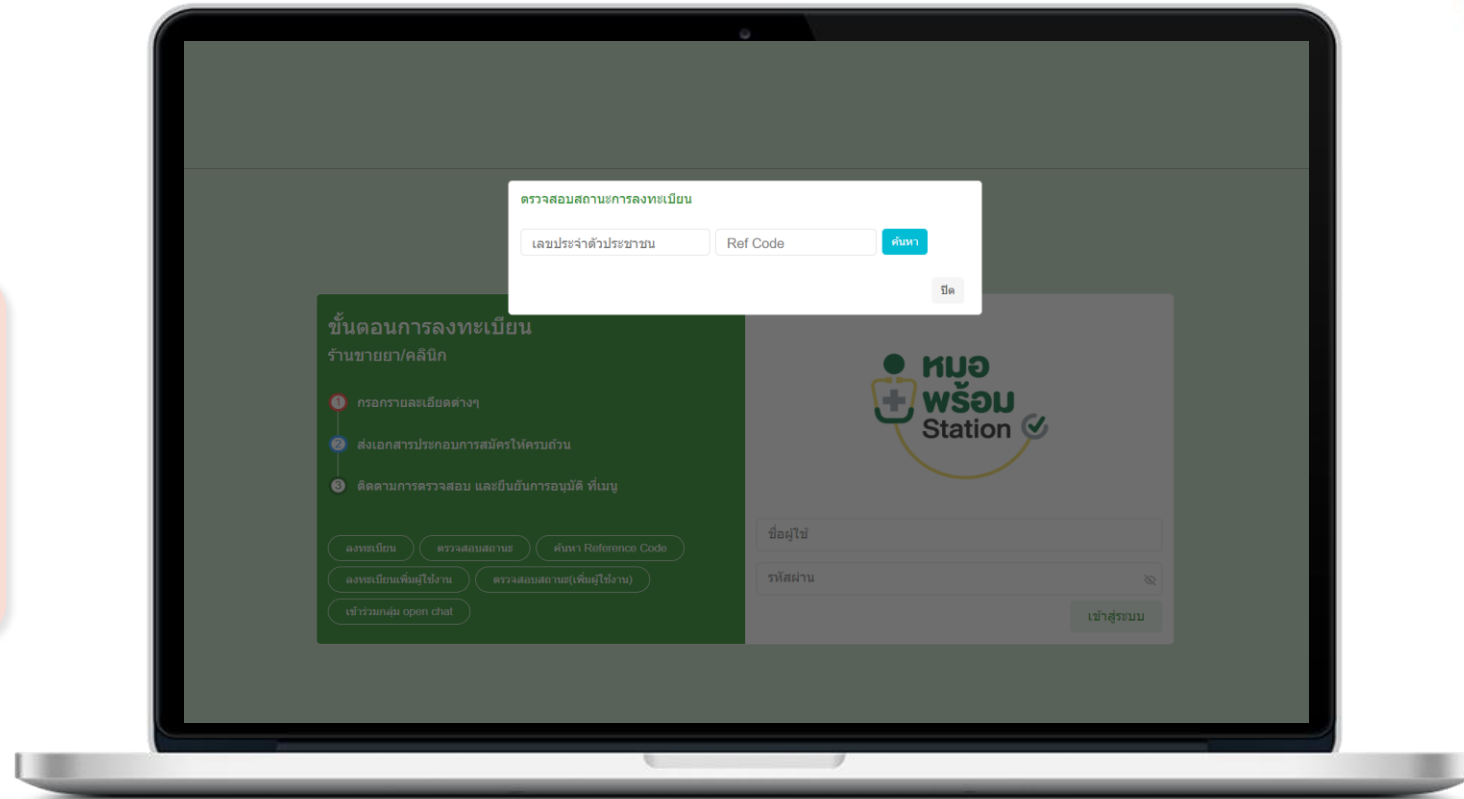 ตรวจสอบสถานะการลงทะเบียน
เลขประจำตัวประชาชน
Ref Code
ค้นหา
ปิด
ขั้นตอนการลงทะเบียน
ร้านขายยา/คลินิก
1 กรอกรายละเอียดต่างๆ
2 ส่งเอกสารประกอบการสมัครให้ครบถ้วน
3 ติดตามการตรวจสอบ และยืนยันการอนุมัติ ที่เมนู
ลงทะเบียน ตรวจสอบสถานะ ค้นหา Reference Code
ลงทะเบียนเพิ่มผู้ใช้งาน ตรวจสอบสถานะ(เพิ่มผู้ใช้งาน)
เข้าร่วมกลุ่ม open chat
หมอ
พร้อม
Station
ชื่อผู้ใช้
รหัสผ่าน
เข้าสู่ระบบ